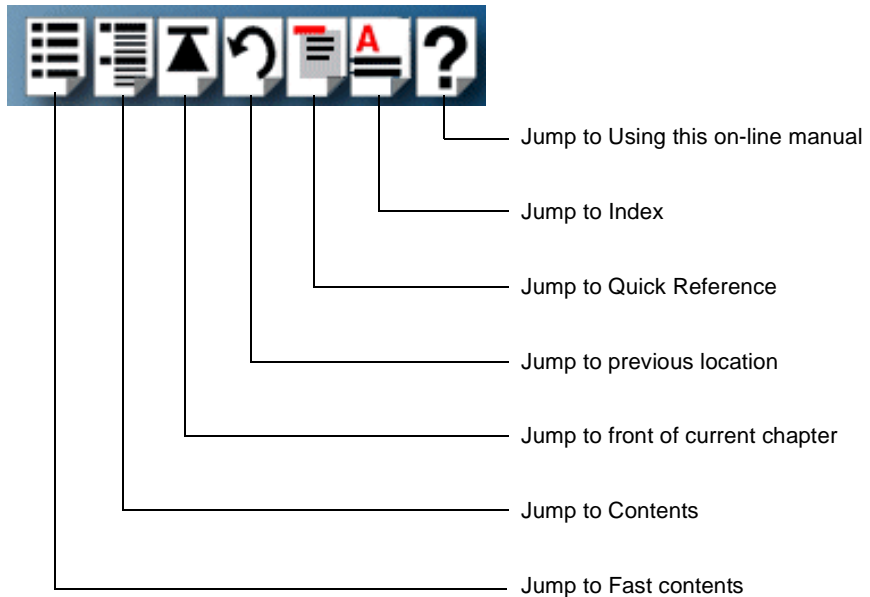 A
?
Jump to Using this on-line manual
Jump to Index
Jump to Quick Reference
Jump to previous location
Jump to front of current chapter
Jump to Contents
Jump to Fast contents